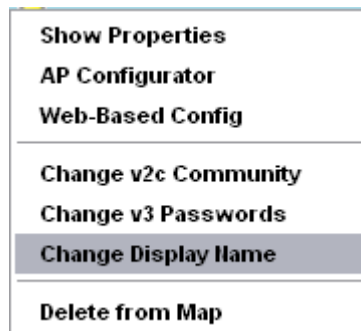 Show Properties
AP Configurator
Web-Based Config
Change v2c Community
Change v3 Passwords
Change Display Name
Delete from Map